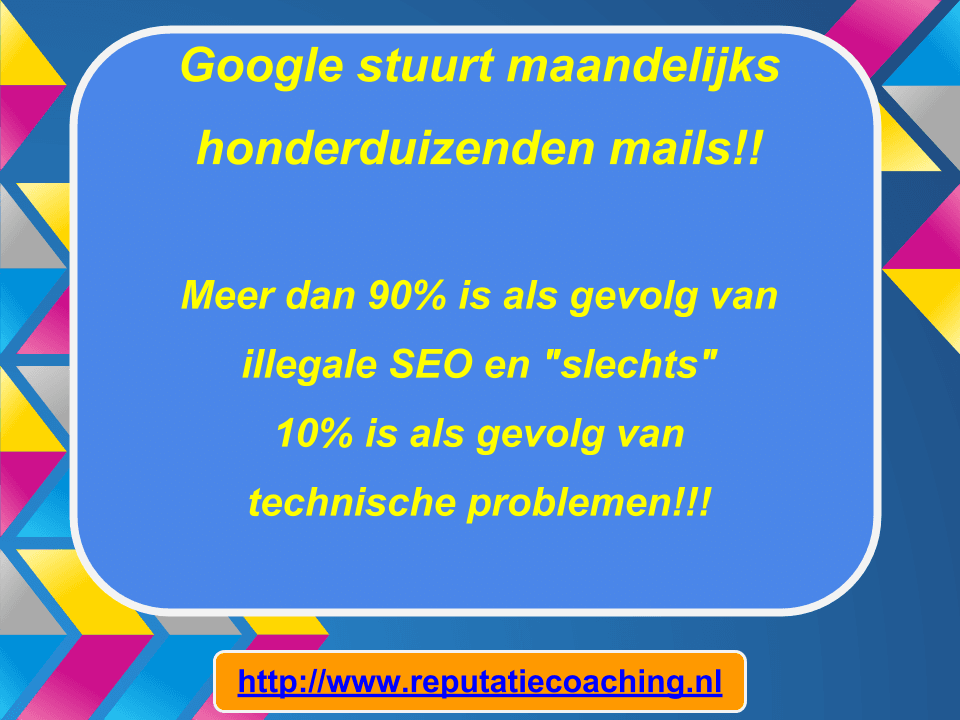 Google stuurt maandelijks
honderduizenden mails!!
Meer dan 90% is als gevolg van
illegale SEO en "slechts"
10% is als gevolg van
technische problemen!!!
http://www.reputatiecoaching.nl